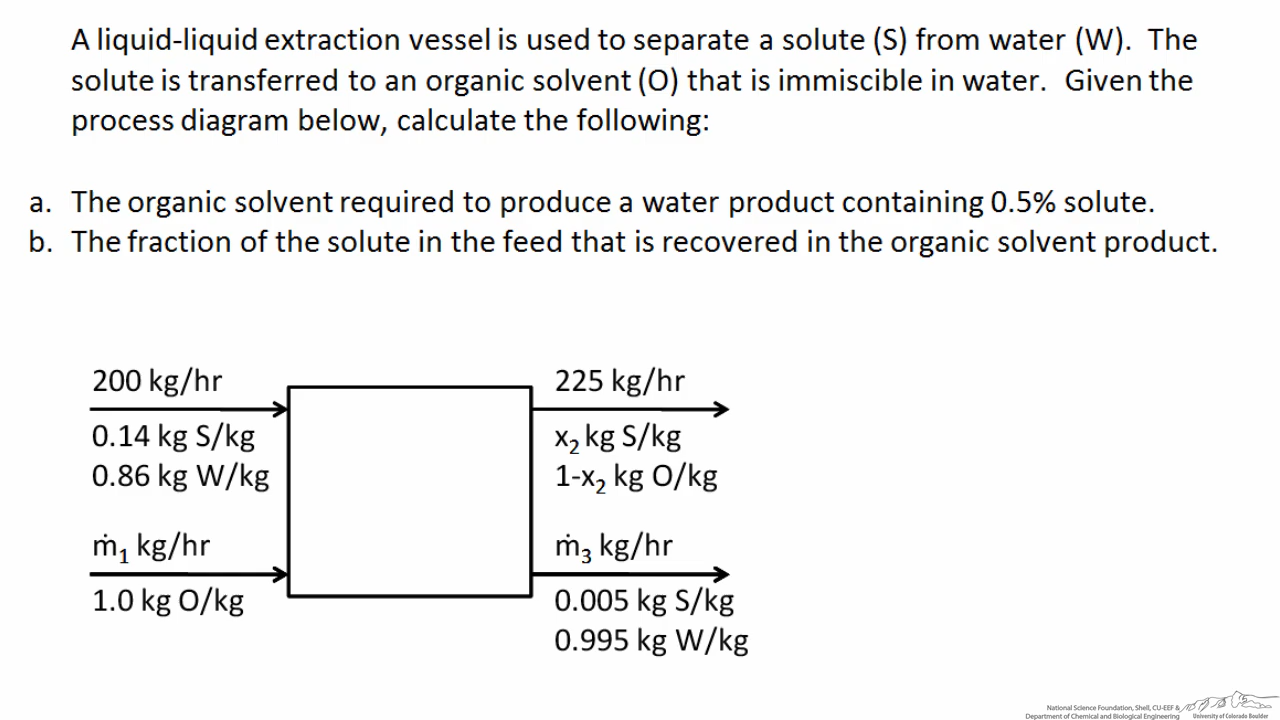 A liquid-liquid extraction vessel is used to separate a solute (S) from water (W).  The
solute is transferred to an organic solvent (O) that is immiscible in water.  Given the
process diagram below, calculate the following:
a. The organic solvent required to produce a water product containing 0.5% solute.
b. The fraction of the solute in the feed that is recovered in the organic solvent product.
200 kg/hr
0.14 kg S/kg
0.86 kg W/kg
ṁ₁ kg/hr
1.0 kg O/kg
225 kg/hr
x₂ kg S/kg
1-x₂ kg O/kg
ṁ₃ kg/hr
0.005 kg S/kg
0.995 kg W/kg
National Science Foundation, Shell, CU-EEF &
Department of Chemical and Biological Engineering
University of Colorado Boulder